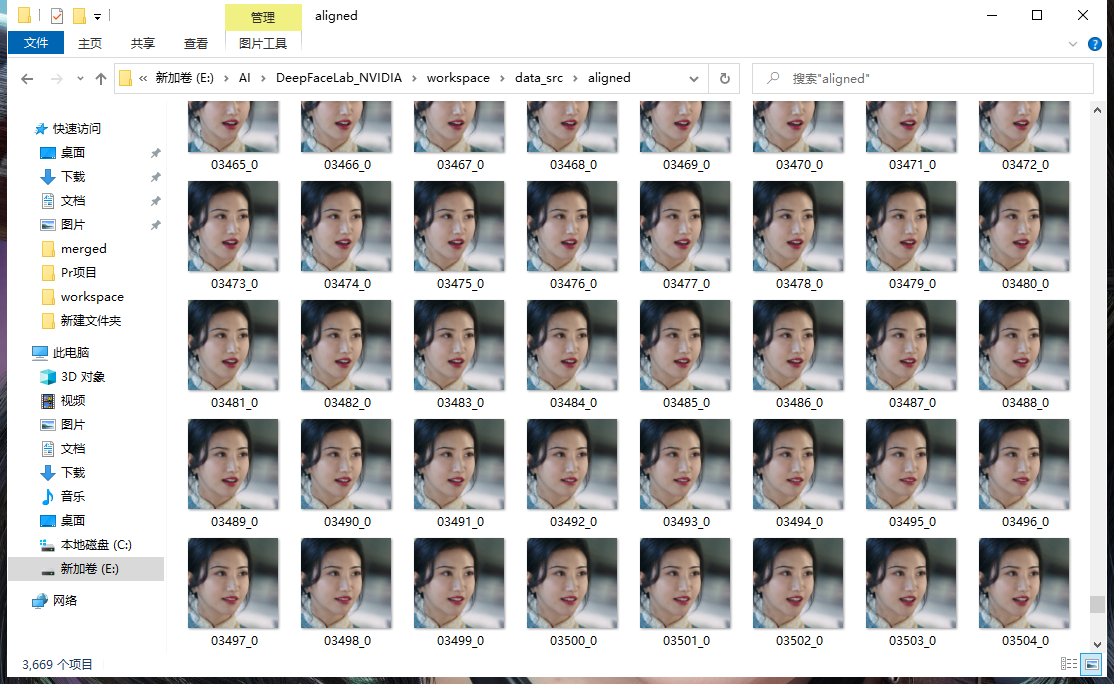 管理
aligned
文件
主页
共享
查看
图片工具
« 新加卷 (E:) › AI › DeepFaceLab_NVIDIA › workspace › data_src › aligned
搜索"aligned"
快速访问
桌面
下载
文档
图片
merged
Pr项目
workspace
新建文件夹
此电脑
3D 对象
视频
图片
文档
下载
音乐
桌面
本地磁盘 (C:)
新加卷 (E:)
网络
03465_0 03466_0 03467_0 03468_0 03469_0 03470_0 03471_0 03472_0
03473_0 03474_0 03475_0 03476_0 03477_0 03478_0 03479_0 03480_0
03481_0 03482_0 03483_0 03484_0 03485_0 03486_0 03487_0 03488_0
03489_0 03490_0 03491_0 03492_0 03493_0 03494_0 03495_0 03496_0
03497_0 03498_0 03499_0 03500_0 03501_0 03502_0 03503_0 03504_0
3,669 个项目